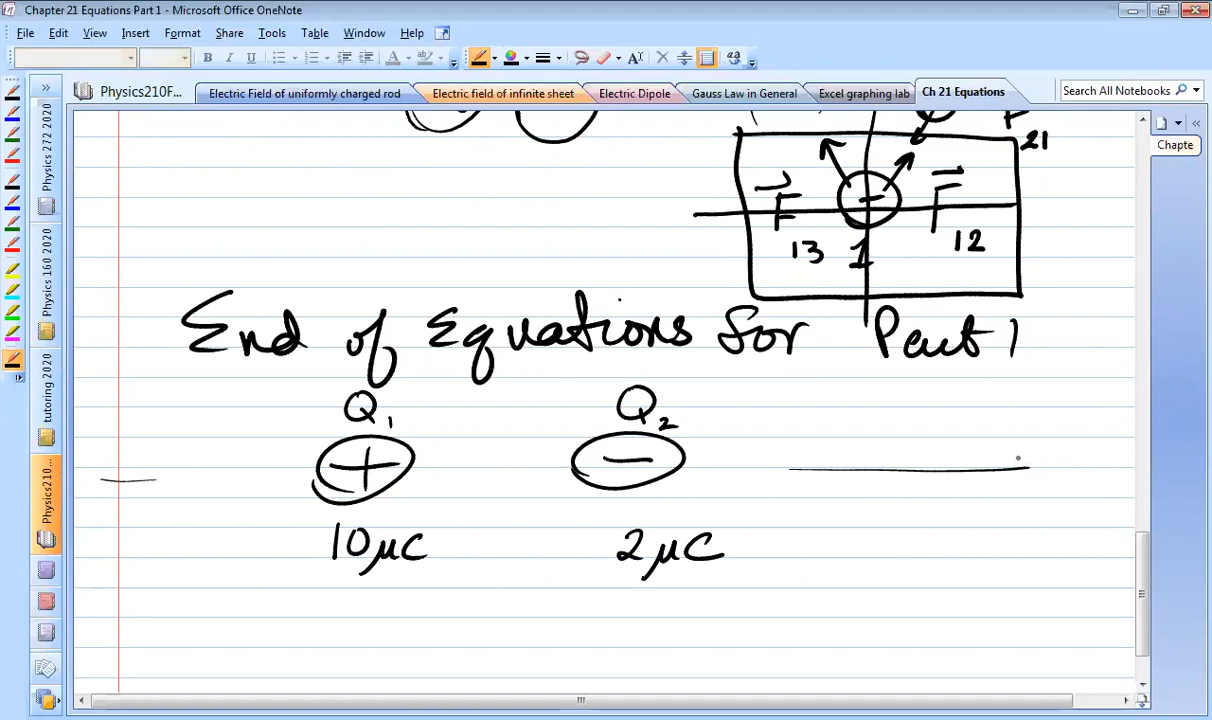 Chapter 21 Equations Part 1 - Microsoft Office OneNote
File Edit View Insert Format Share Tools Table Window Help
B I U A ab A
Physics210F... Electric Field of uniformly charged rod Electric field of infinite sheet Electric Dipole Gauss Law in General Excel graphing lab Ch 21 Equations Search All Notebooks
Chapte
Physics 272 2020
Physics 160 2020
tutoring 2020
Physics210...
21
F F
13 1 12
End of Equations for Part 1
Q1 Q2
+ −
10μC 2μC